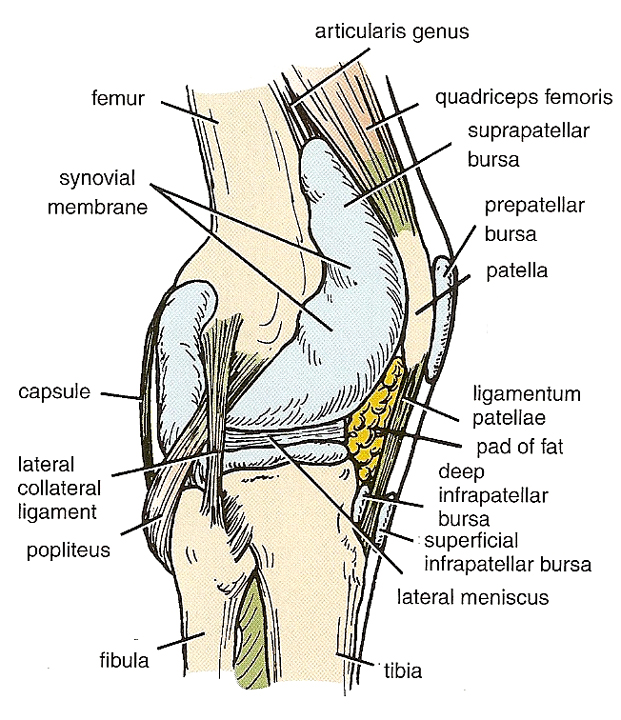 articularis genus
femur
quadriceps femoris
suprapatellar
bursa
synovial
membrane
prepatellar
bursa
patella
capsule
ligamentum
patellae
pad of fat
lateral
collateral
ligament
deep
infrapatellar
bursa
popliteus
superficial
infrapatellar bursa
lateral meniscus
fibula
tibia